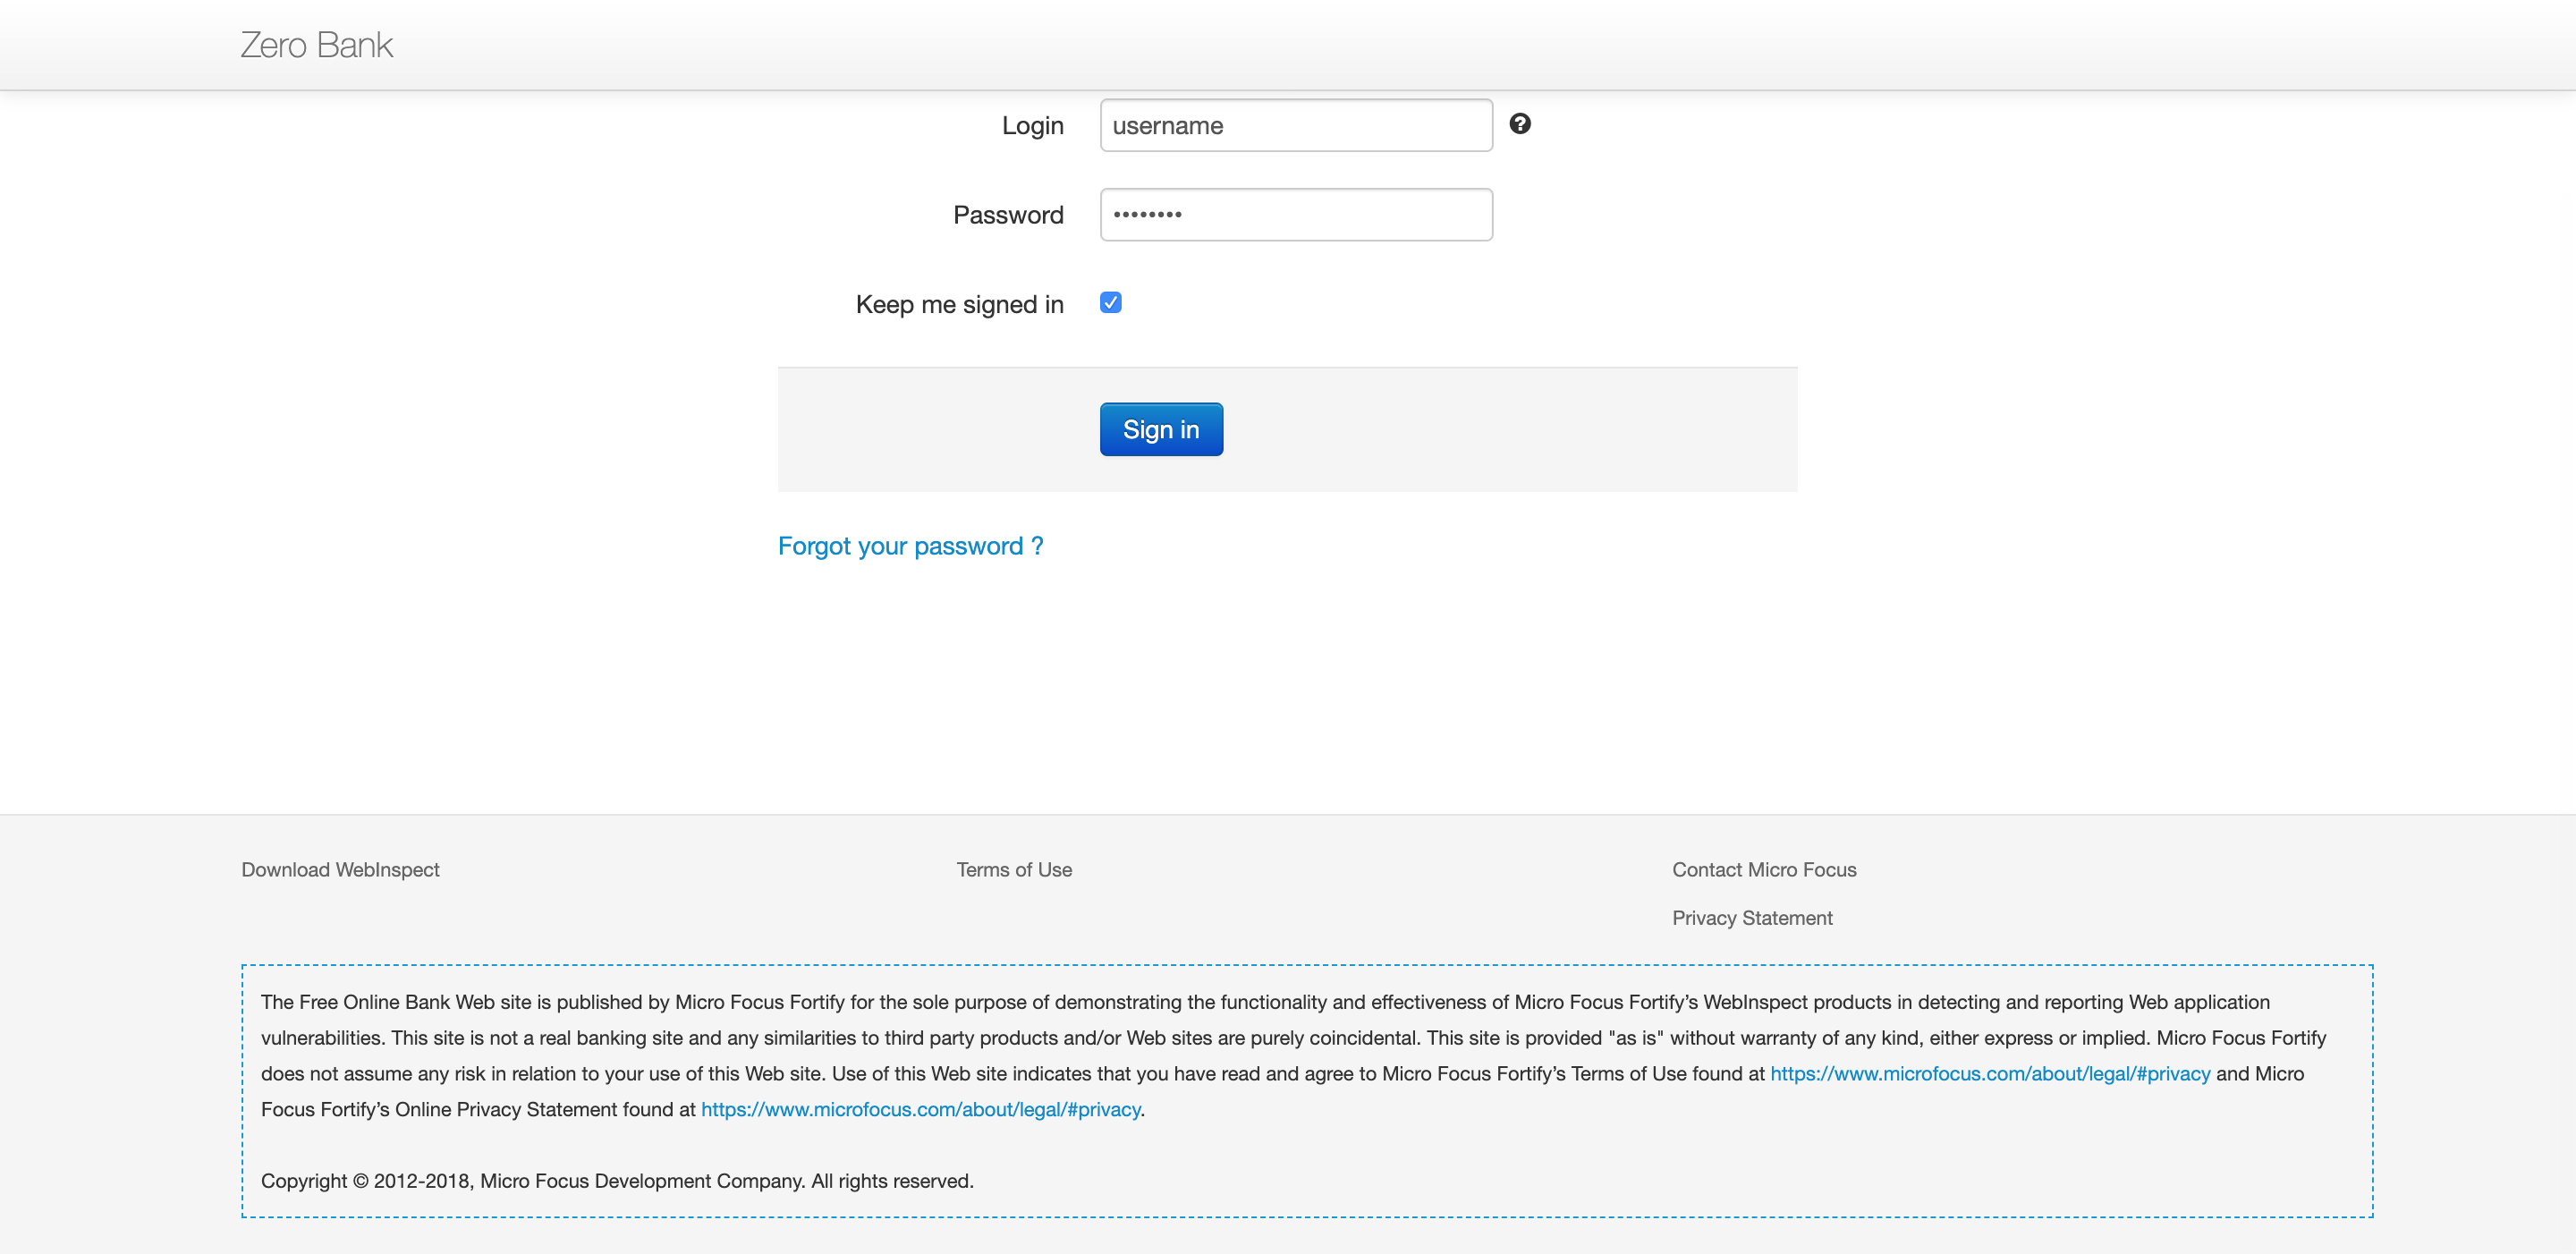 Zero Bank
Login username
Password ••••••••
Keep me signed in
Sign in
Forgot your password ?
Download WebInspect Terms of Use Contact Micro Focus
Privacy Statement
The Free Online Bank Web site is published by Micro Focus Fortify for the sole purpose of demonstrating the functionality and effectiveness of Micro Focus Fortify’s WebInspect products in detecting and reporting Web application
vulnerabilities. This site is not a real banking site and any similarities to third party products and/or Web sites are purely coincidental. This site is provided "as is" without warranty of any kind, either express or implied. Micro Focus Fortify
does not assume any risk in relation to your use of this Web site. Use of this Web site indicates that you have read and agree to Micro Focus Fortify’s Terms of Use found at https://www.microfocus.com/about/legal/#privacy and Micro
Focus Fortify’s Online Privacy Statement found at https://www.microfocus.com/about/legal/#privacy.
Copyright © 2012-2018, Micro Focus Development Company. All rights reserved.